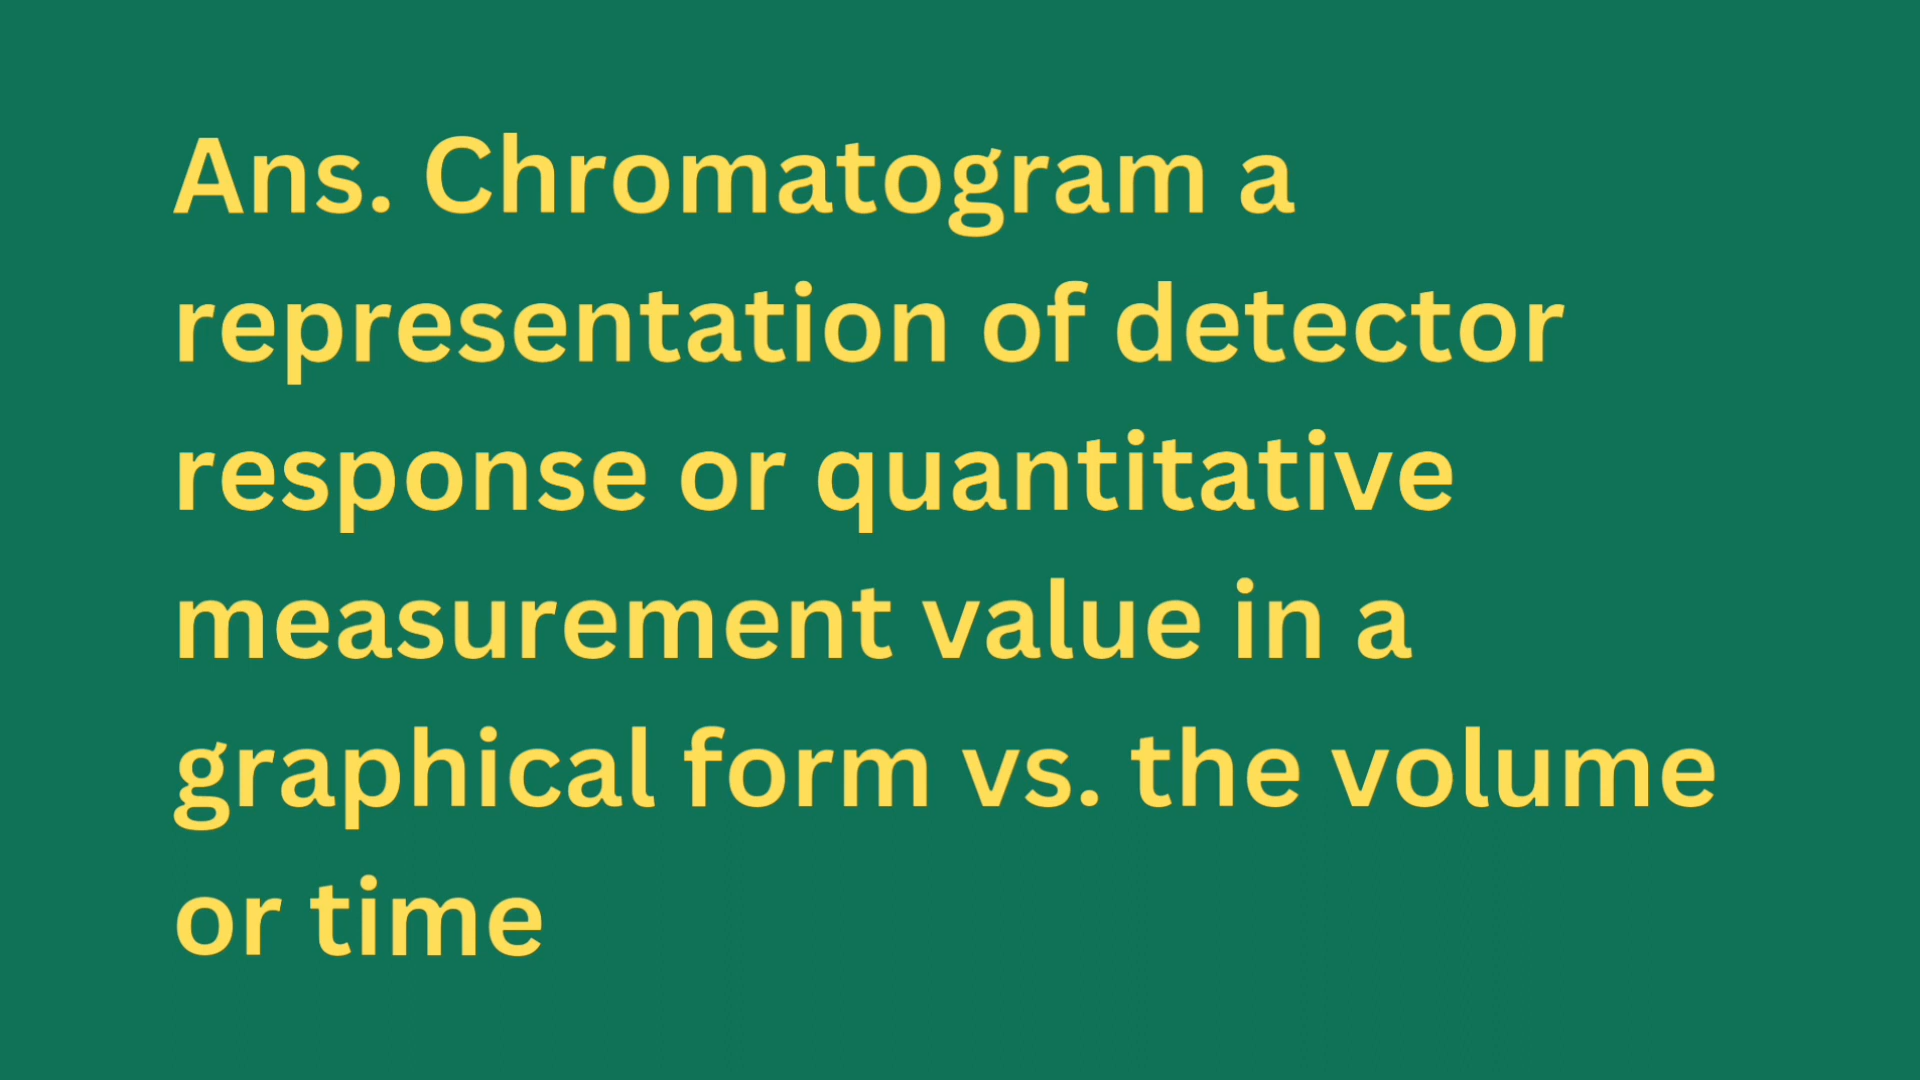 Ans. Chromatogram a
representation of detector
response or quantitative
measurement value in a
graphical form vs. the volume
or time